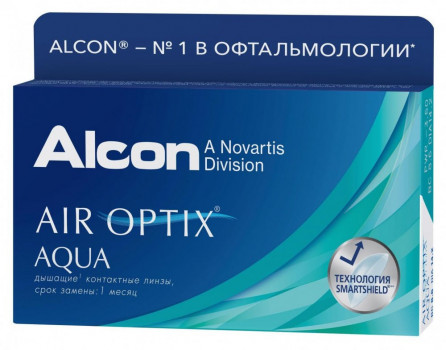 ALCON® – № 1 В ОФТАЛЬМОЛОГИИ*
Alcon
A Novartis
Division
AIR OPTIX®
AQUA
дышащие¹ контактные линзы,
срок замены: 1 месяц
ТЕХНОЛОГИЯ
SMARTSHIELD™